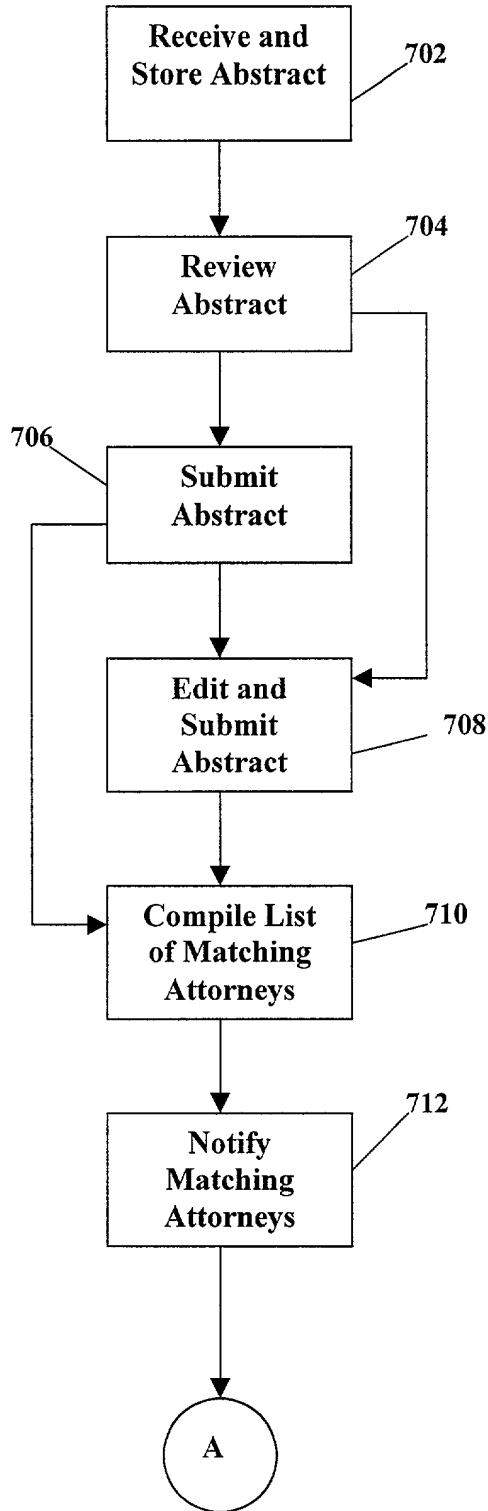 Receive and
Store Abstract
702
Review
Abstract
704
706
Submit
Abstract
Edit and
Submit
Abstract
708
Compile List
of Matching
Attorneys
710
Notify
Matching
Attorneys
712
A